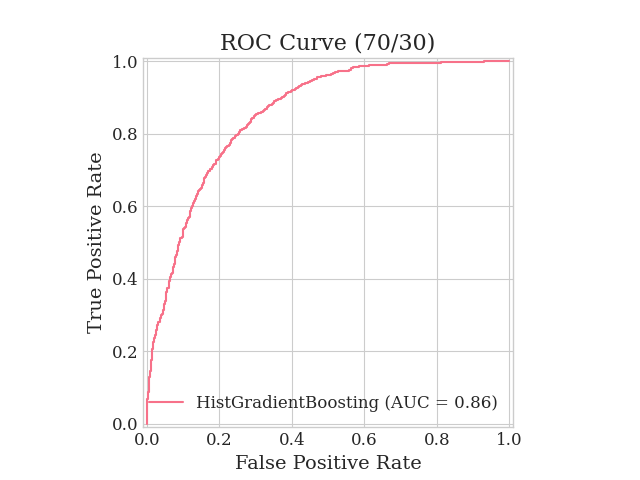 ROC Curve (70/30)
True Positive Rate
1.0
0.8
0.6
0.4
0.2
0.0
HistGradientBoosting (AUC = 0.86)
0.0 0.2 0.4 0.6 0.8 1.0
False Positive Rate